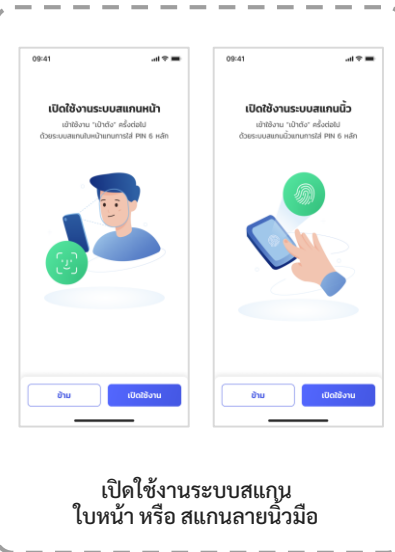 09:41
เปิดใช้งานระบบสแกนหน้า
เข้าใช้งาน "เป๋าตัง" ครั้งต่อไป
ด้วยระบบสแกนใบหน้าแทนการใส่ PIN 6 หลัก
ข้าม
เปิดใช้งาน
09:41
เปิดใช้งานระบบสแกนนิ้ว
เข้าใช้งาน "เป๋าตัง" ครั้งต่อไป
ด้วยระบบสแกนนิ้วแทนการใส่ PIN 6 หลัก
ข้าม
เปิดใช้งาน
เปิดใช้งานระบบสแกน
ใบหน้า หรือ สแกนลายนิ้วมือ